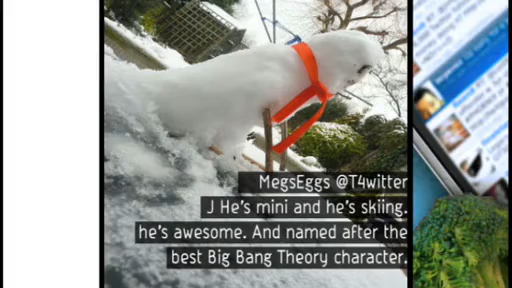 MegsEggs @T4witter
J He's mini and he's skiing.
he's awesome. And named after the
best Big Bang Theory character.